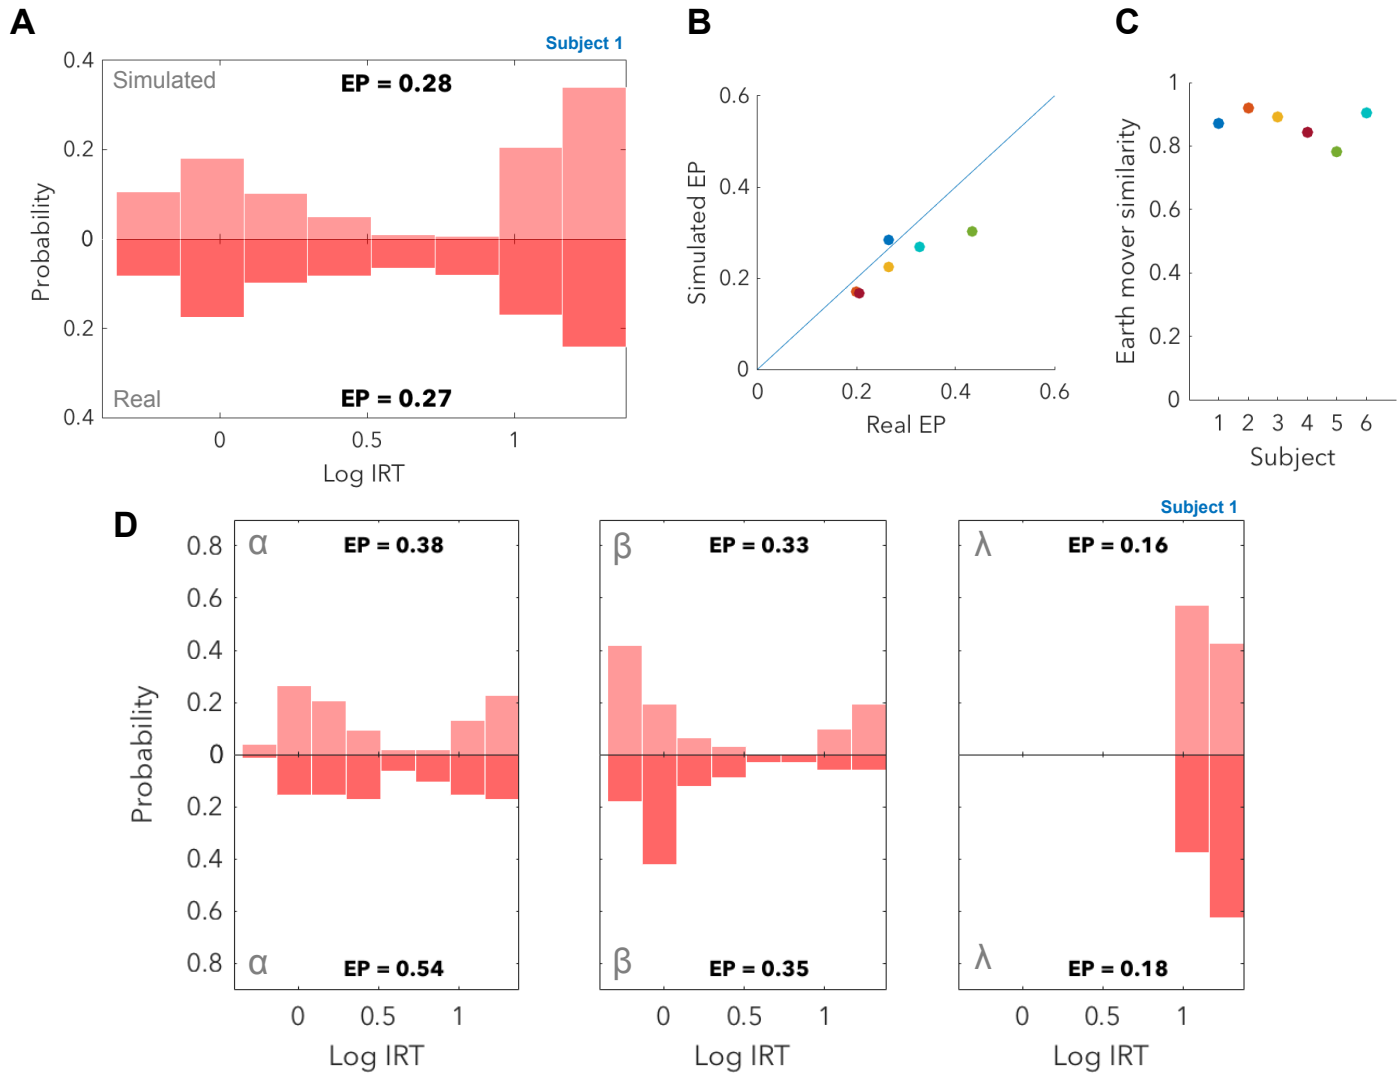 A
Subject 1
Simulated
EP = 0.28
0.4
0.2
0
0.2
0.4
Probability
Real
EP = 0.27
0
0.5
1
Log IRT
B
0.6
0.4
0.2
0
Simulated EP
0
0.2
0.4
0.6
Real EP
C
1
0.8
0.6
0.4
0.2
0
Earth mover similarity
1 2 3 4 5 6
Subject
D
Subject 1
α
EP = 0.38
β
EP = 0.33
λ
EP = 0.16
0.8
0.6
0.4
0.2
0
0.2
0.4
0.6
0.8
Probability
α
EP = 0.54
β
EP = 0.35
λ
EP = 0.18
0 0.5 1
0 0.5 1
0 0.5 1
Log IRT
Log IRT
Log IRT